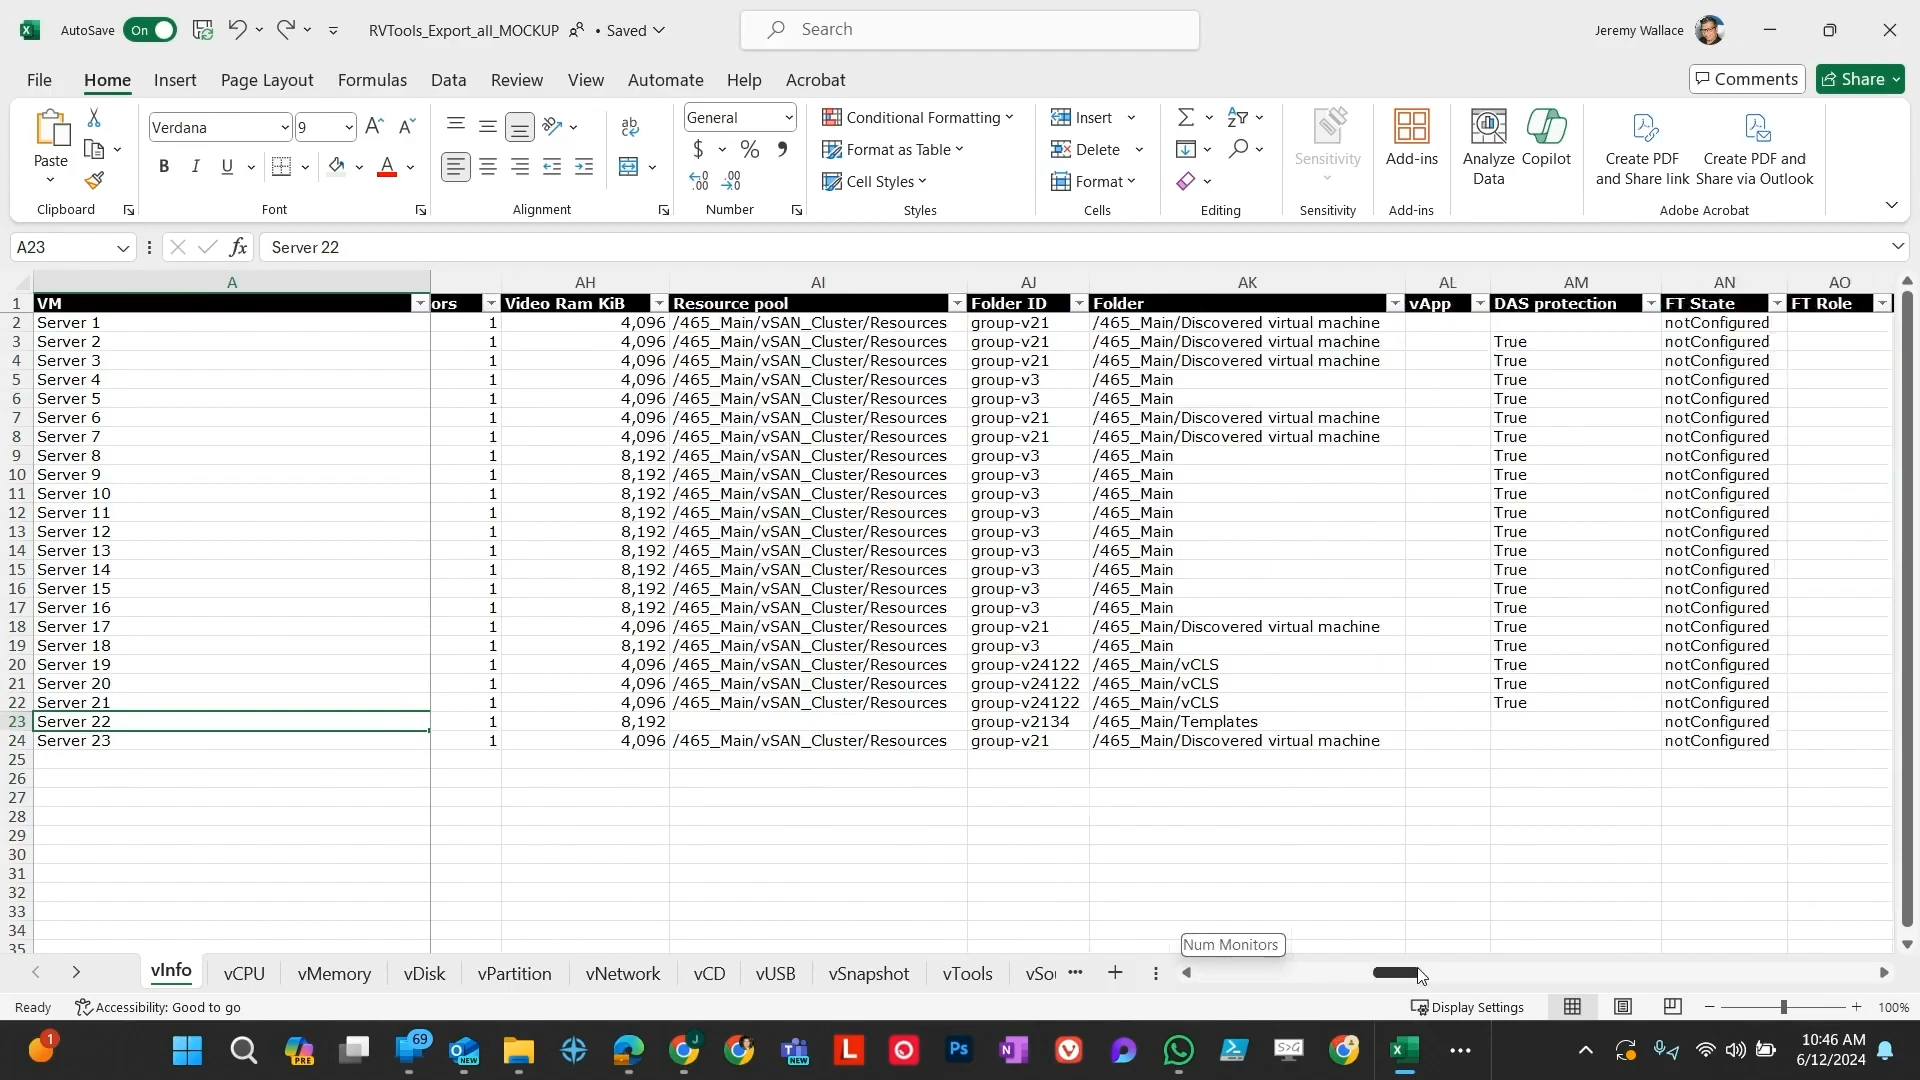 AutoSave On RVTools_Export_all_MOCKUP • Saved Search Jeremy Wallace
File Home Insert Page Layout Formulas Data Review View Automate Help Acrobat Comments Share
Paste Verdana 9 General Conditional Formatting Insert
B I U $ % Format as Table Delete
Cell Styles Format
Sensitivity Add-ins Analyze Data Copilot Create PDF and Share link Create PDF and Share via Outlook
Clipboard Font Alignment Number Styles Cells Editing Sensitivity Add-ins Adobe Acrobat
A23 fx Server 22
A AH AI AJ AK AL AM AN AO
1 VM ors Video Ram KiB Resource pool Folder ID Folder vApp DAS protection FT State FT Role
2 Server 1 1 4,096 /465_Main/vSAN_Cluster/Resources group-v21 /465_Main/Discovered virtual machine notConfigured
3 Server 2 1 4,096 /465_Main/vSAN_Cluster/Resources group-v21 /465_Main/Discovered virtual machine True notConfigured
4 Server 3 1 4,096 /465_Main/vSAN_Cluster/Resources group-v21 /465_Main/Discovered virtual machine True notConfigured
5 Server 4 1 4,096 /465_Main/vSAN_Cluster/Resources group-v3 /465_Main True notConfigured
6 Server 5 1 4,096 /465_Main/vSAN_Cluster/Resources group-v3 /465_Main True notConfigured
7 Server 6 1 4,096 /465_Main/vSAN_Cluster/Resources group-v21 /465_Main/Discovered virtual machine True notConfigured
8 Server 7 1 4,096 /465_Main/vSAN_Cluster/Resources group-v21 /465_Main/Discovered virtual machine True notConfigured
9 Server 8 1 8,192 /465_Main/vSAN_Cluster/Resources group-v3 /465_Main True notConfigured
10 Server 9 1 8,192 /465_Main/vSAN_Cluster/Resources group-v3 /465_Main True notConfigured
11 Server 10 1 8,192 /465_Main/vSAN_Cluster/Resources group-v3 /465_Main True notConfigured
12 Server 11 1 8,192 /465_Main/vSAN_Cluster/Resources group-v3 /465_Main True notConfigured
13 Server 12 1 8,192 /465_Main/vSAN_Cluster/Resources group-v3 /465_Main True notConfigured
14 Server 13 1 8,192 /465_Main/vSAN_Cluster/Resources group-v3 /465_Main True notConfigured
15 Server 14 1 8,192 /465_Main/vSAN_Cluster/Resources group-v3 /465_Main True notConfigured
16 Server 15 1 8,192 /465_Main/vSAN_Cluster/Resources group-v3 /465_Main True notConfigured
17 Server 16 1 8,192 /465_Main/vSAN_Cluster/Resources group-v3 /465_Main True notConfigured
18 Server 17 1 4,096 /465_Main/vSAN_Cluster/Resources group-v21 /465_Main/Discovered virtual machine True notConfigured
19 Server 18 1 8,192 /465_Main/vSAN_Cluster/Resources group-v3 /465_Main True notConfigured
20 Server 19 1 4,096 /465_Main/vSAN_Cluster/Resources group-v24122 /465_Main/vCLS True notConfigured
21 Server 20 1 4,096 /465_Main/vSAN_Cluster/Resources group-v24122 /465_Main/vCLS True notConfigured
22 Server 21 1 4,096 /465_Main/vSAN_Cluster/Resources group-v24122 /465_Main/vCLS True notConfigured
23 Server 22 1 8,192 group-v2134 /465_Main/Templates notConfigured
24 Server 23 1 4,096 /465_Main/vSAN_Cluster/Resources group-v21 /465_Main/Discovered virtual machine notConfigured
25
26
27
28
29
30
31
32
33
34
35
Num Monitors
vInfo vCPU vMemory vDisk vPartition vNetwork vCD vUSB vSnapshot vTools vSou
Ready Accessibility: Good to go Display Settings 100%
1 PRE 69 NEW J NEW L Ps N S>G 10:46 AM
6/12/2024